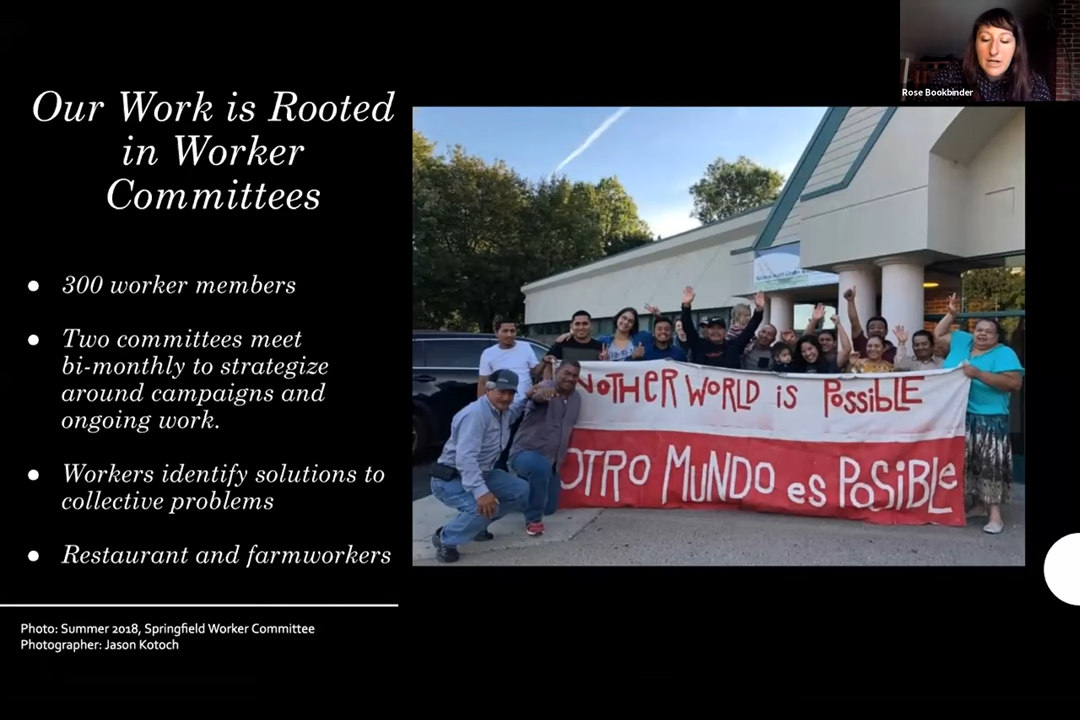 Rose Bookbinder
Our Work is Rooted
in Worker
Committees
● 300 worker members
● Two committees meet
bi-monthly to strategize
around campaigns and
ongoing work.
● Workers identify solutions to
collective problems
● Restaurant and farmworkers
NOTHER WORLD is PossiblE
OTRO MUNDO es PoSiBLe
Photo: Summer 2018, Springfield Worker Committee
Photographer: Jason Kotoch